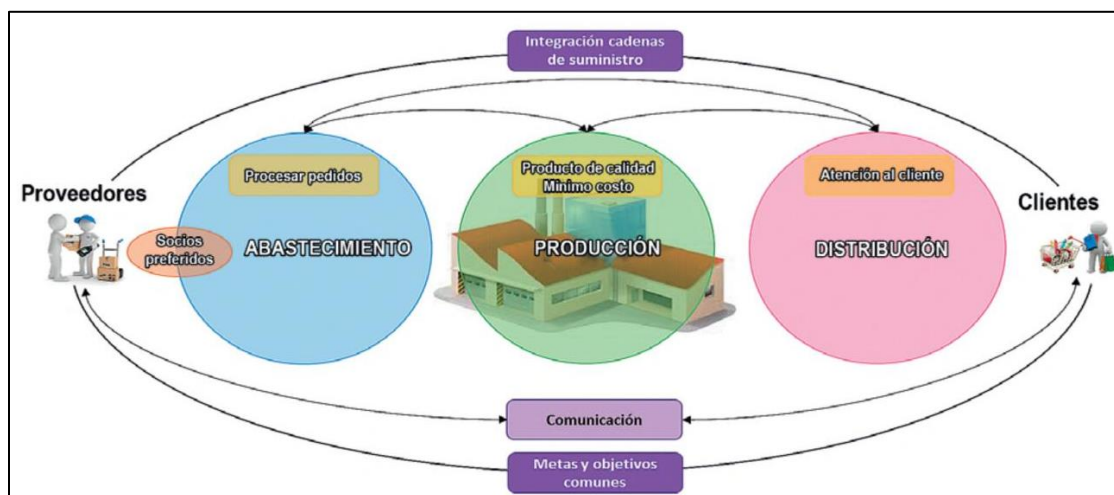 Integración cadenas
de suministro
Procesar pedidos
Producto de calidad
Mínimo costo
Atención al cliente
Proveedores
Clientes
Socios
preferidos
ABASTECIMIENTO
PRODUCCIÓN
DISTRIBUCIÓN
Comunicación
Metas y objetivos
comunes